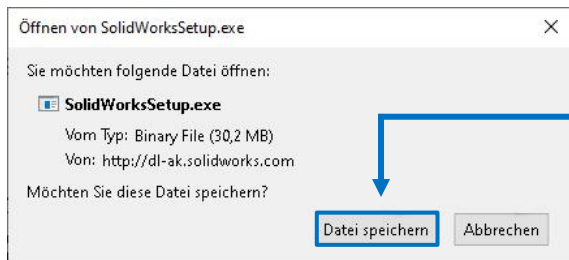 Öffnen von SolidWorksSetup.exe
Sie möchten folgende Datei öffnen:
SolidWorksSetup.exe
Vom Typ: Binary File (30,2 MB)
Von: http://dl-ak.solidworks.com
Möchten Sie diese Datei speichern?
Datei speichern Abbrechen